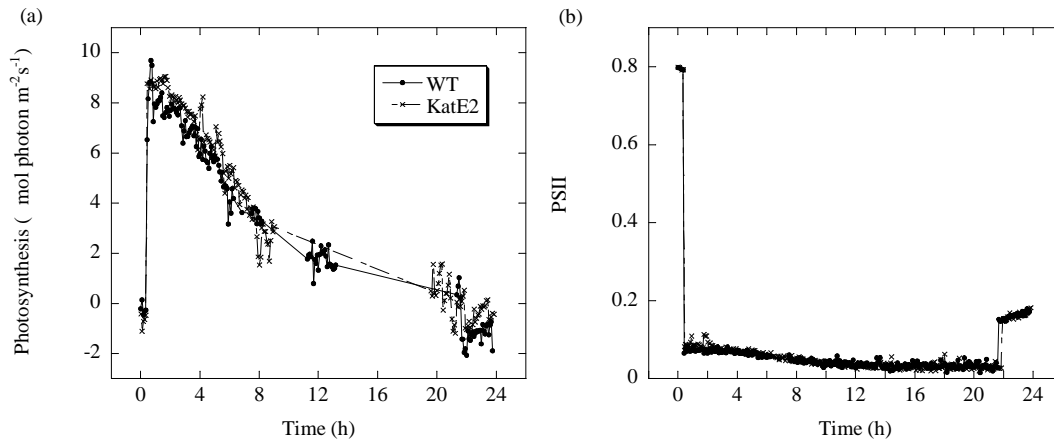 (a)
(b)
Photosynthesis ( mol photon m-2s-1)
10
8
6
4
2
0
-2
WT
KatE2
0 4 8 12 16 20 24
Time (h)
PSII
0.8
0.6
0.4
0.2
0
0 4 8 12 16 20 24
Time (h)